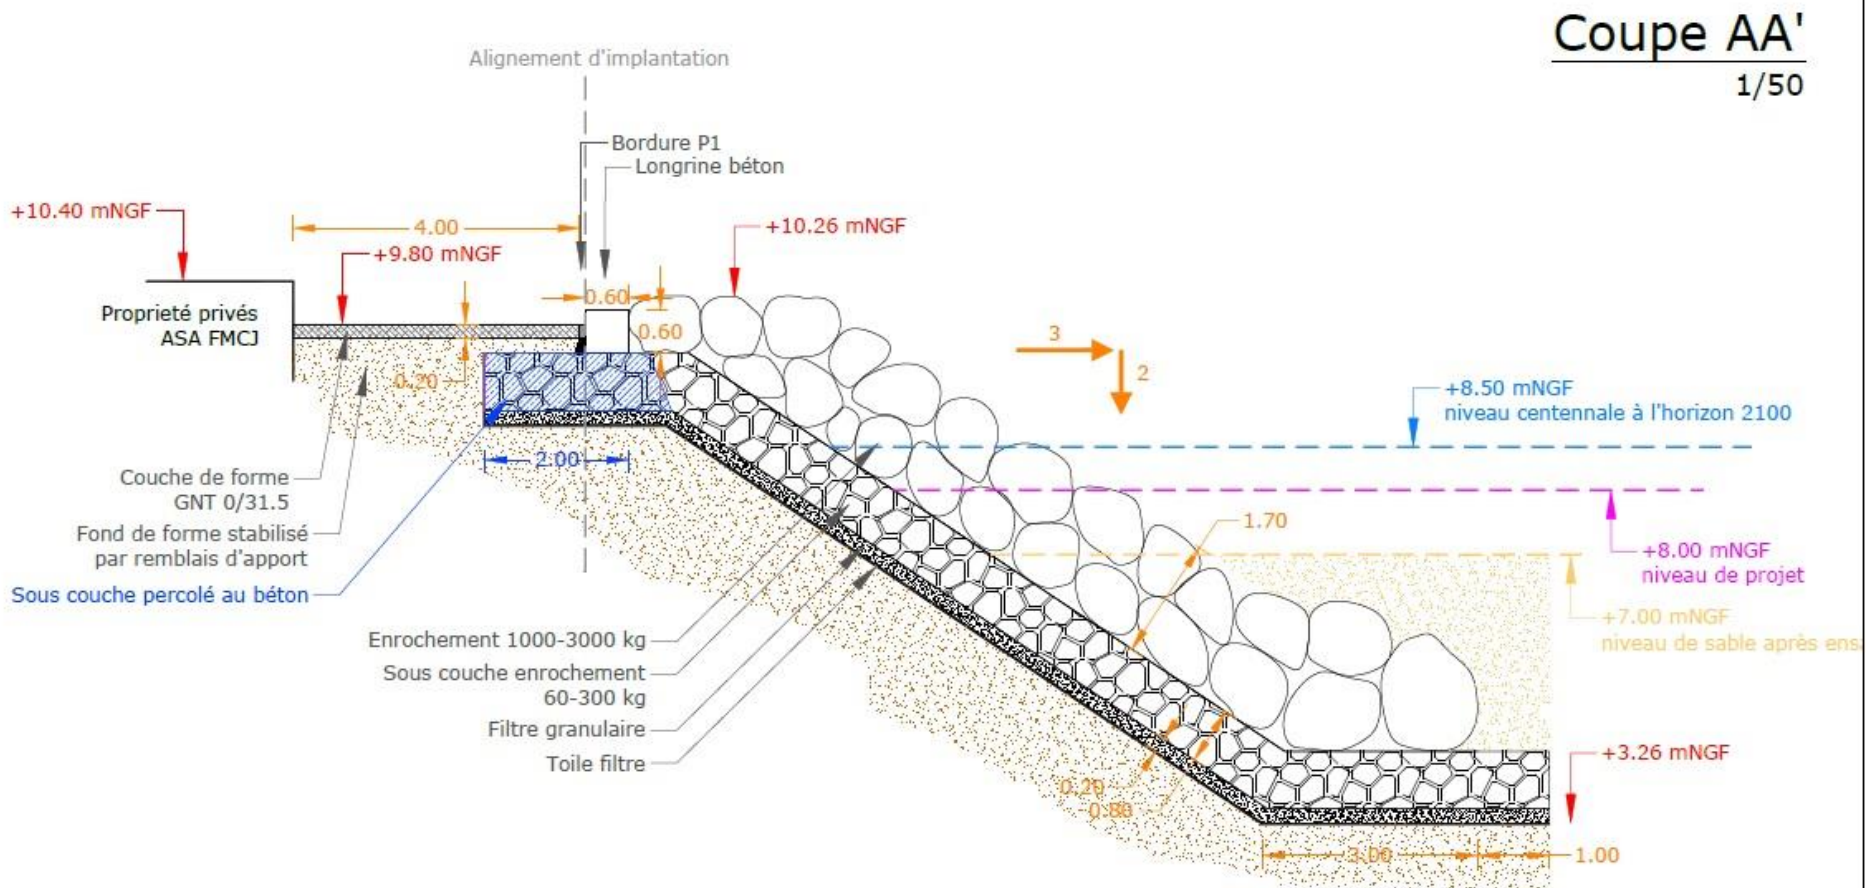 Coupe AA'
1/50
Alignement d'implantation
Bordure P1
Longrine béton
+10.40 mNGF
4.00
+9.80 mNGF
+10.26 mNGF
0.60
0.60
Proprieté privés
ASA FMCJ
3
2
0.20
+8.50 mNGF
niveau centennale à l'horizon 2100
2.00
Couche de forme
GNT 0/31.5
Fond de forme stabilisé
par remblais d'apport
Sous couche percolé au béton
1.70
+8.00 mNGF
niveau de projet
+7.00 mNGF
niveau de sable après
Enrochement 1000-3000 kg
Sous couche enrochement
60-300 kg
Filtre granulaire
Toile filtre
+3.26 mNGF
0.20
0.80
3.00
1.00